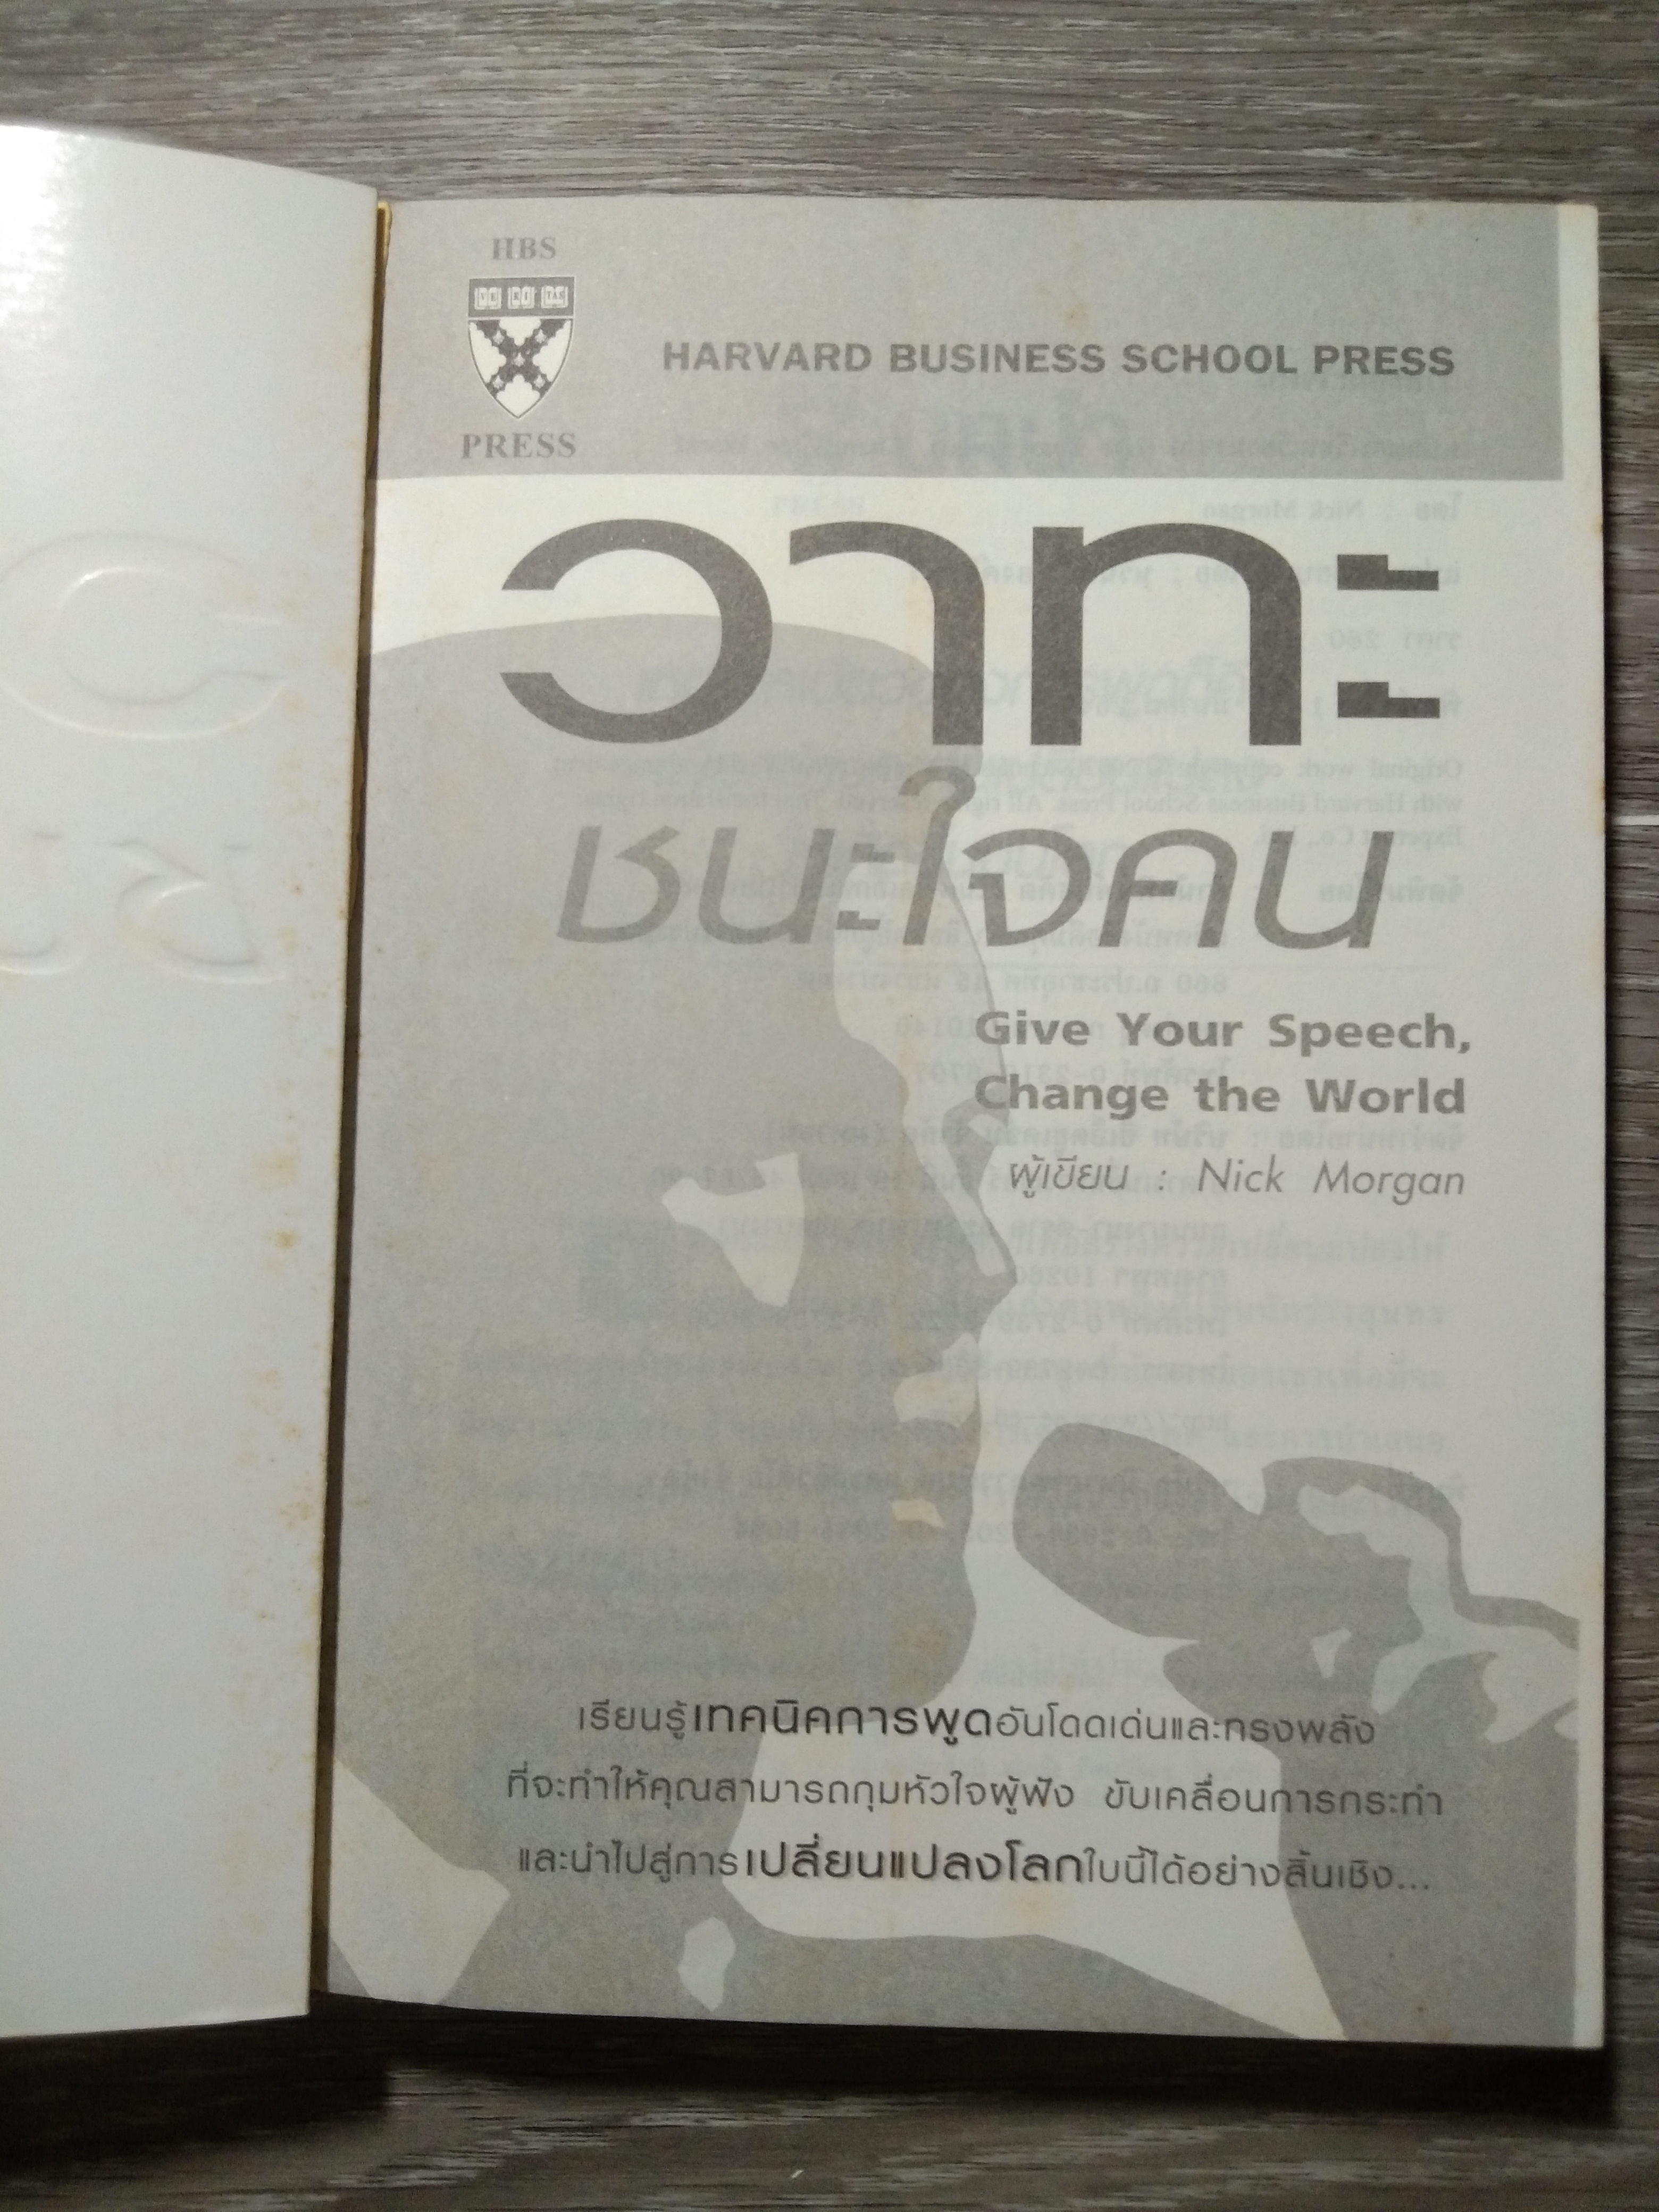 HBS
PRESS
HARVARD BUSINESS SCHOOL PRESS
วาทะ
ชนะใจคน
Give Your Speech,
Change the World
ผู้เขียน : Nick Morgan
เรียนรู้เทคนิคการพูดอันโดดเด่นและทรงพลัง
ที่จะทำให้คุณสามารถกุมหัวใจผู้ฟัง ขับเคลื่อนการกระทำ
และนำไปสู่การเปลี่ยนแปลงโลกใบนี้ได้อย่างสิ้นเชิง...